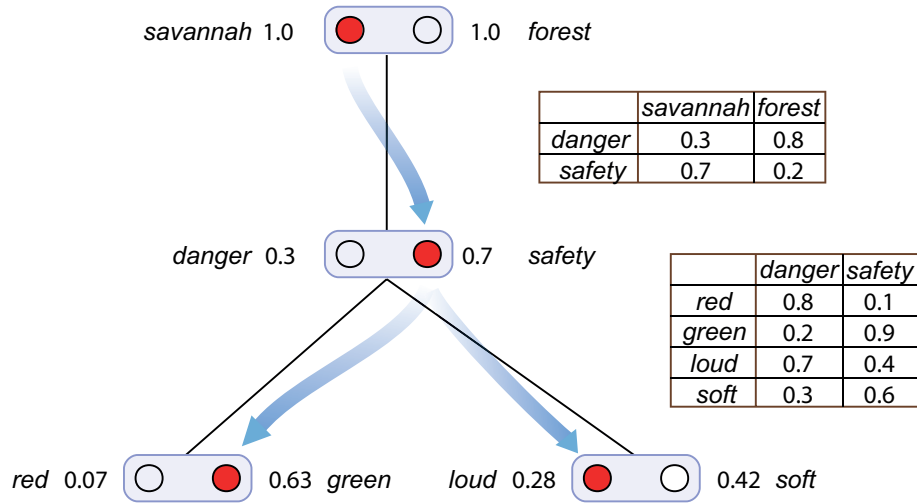 savannah 1.0 1.0 forest
savannah forest
danger 0.3 0.8
safety 0.7 0.2
danger 0.3 0.7 safety
danger safety
red 0.8 0.1
green 0.2 0.9
loud 0.7 0.4
soft 0.3 0.6
red 0.07 0.63 green loud 0.28 0.42 soft